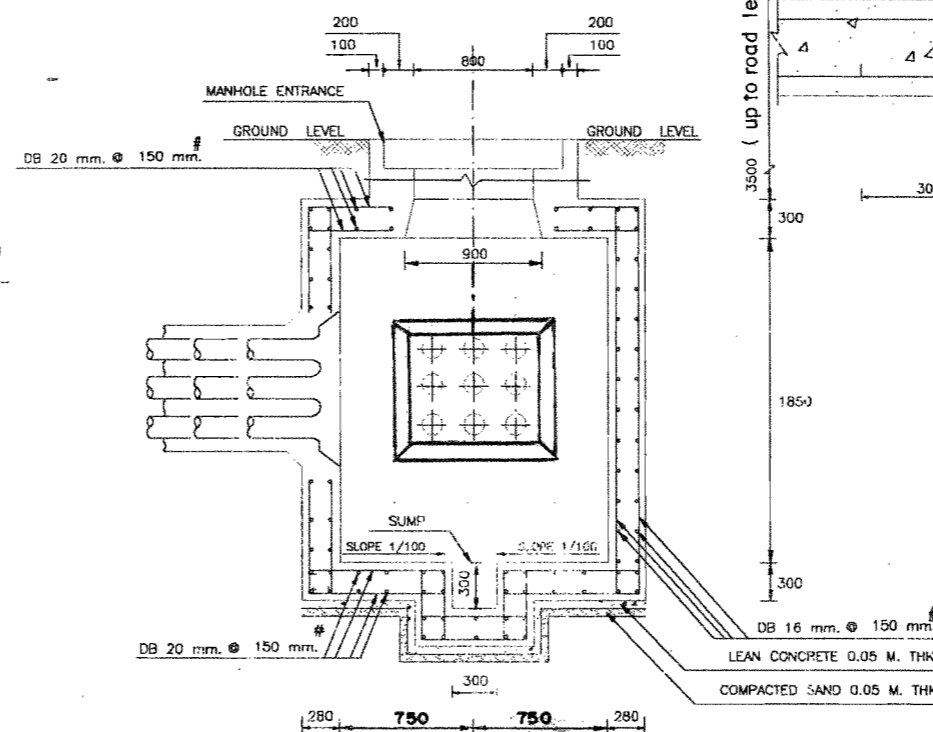 200 200
100 800 100
MANHOLE ENTRANCE
GROUND LEVEL GROUND LEVEL
#
DB 20 mm. @ 150 mm.
3500 ( up to road le
30
300
900
1850
SUMP
SLOPE 1/100 SLOPE 1/100
300
300
#
DB 16 mm. @ 150 mm.
#
DB 20 mm. @ 150 mm.
LEAN CONCRETE 0.05 M. THK
COMPACTED SAND 0.05 M. THK
300
280 750 750 280